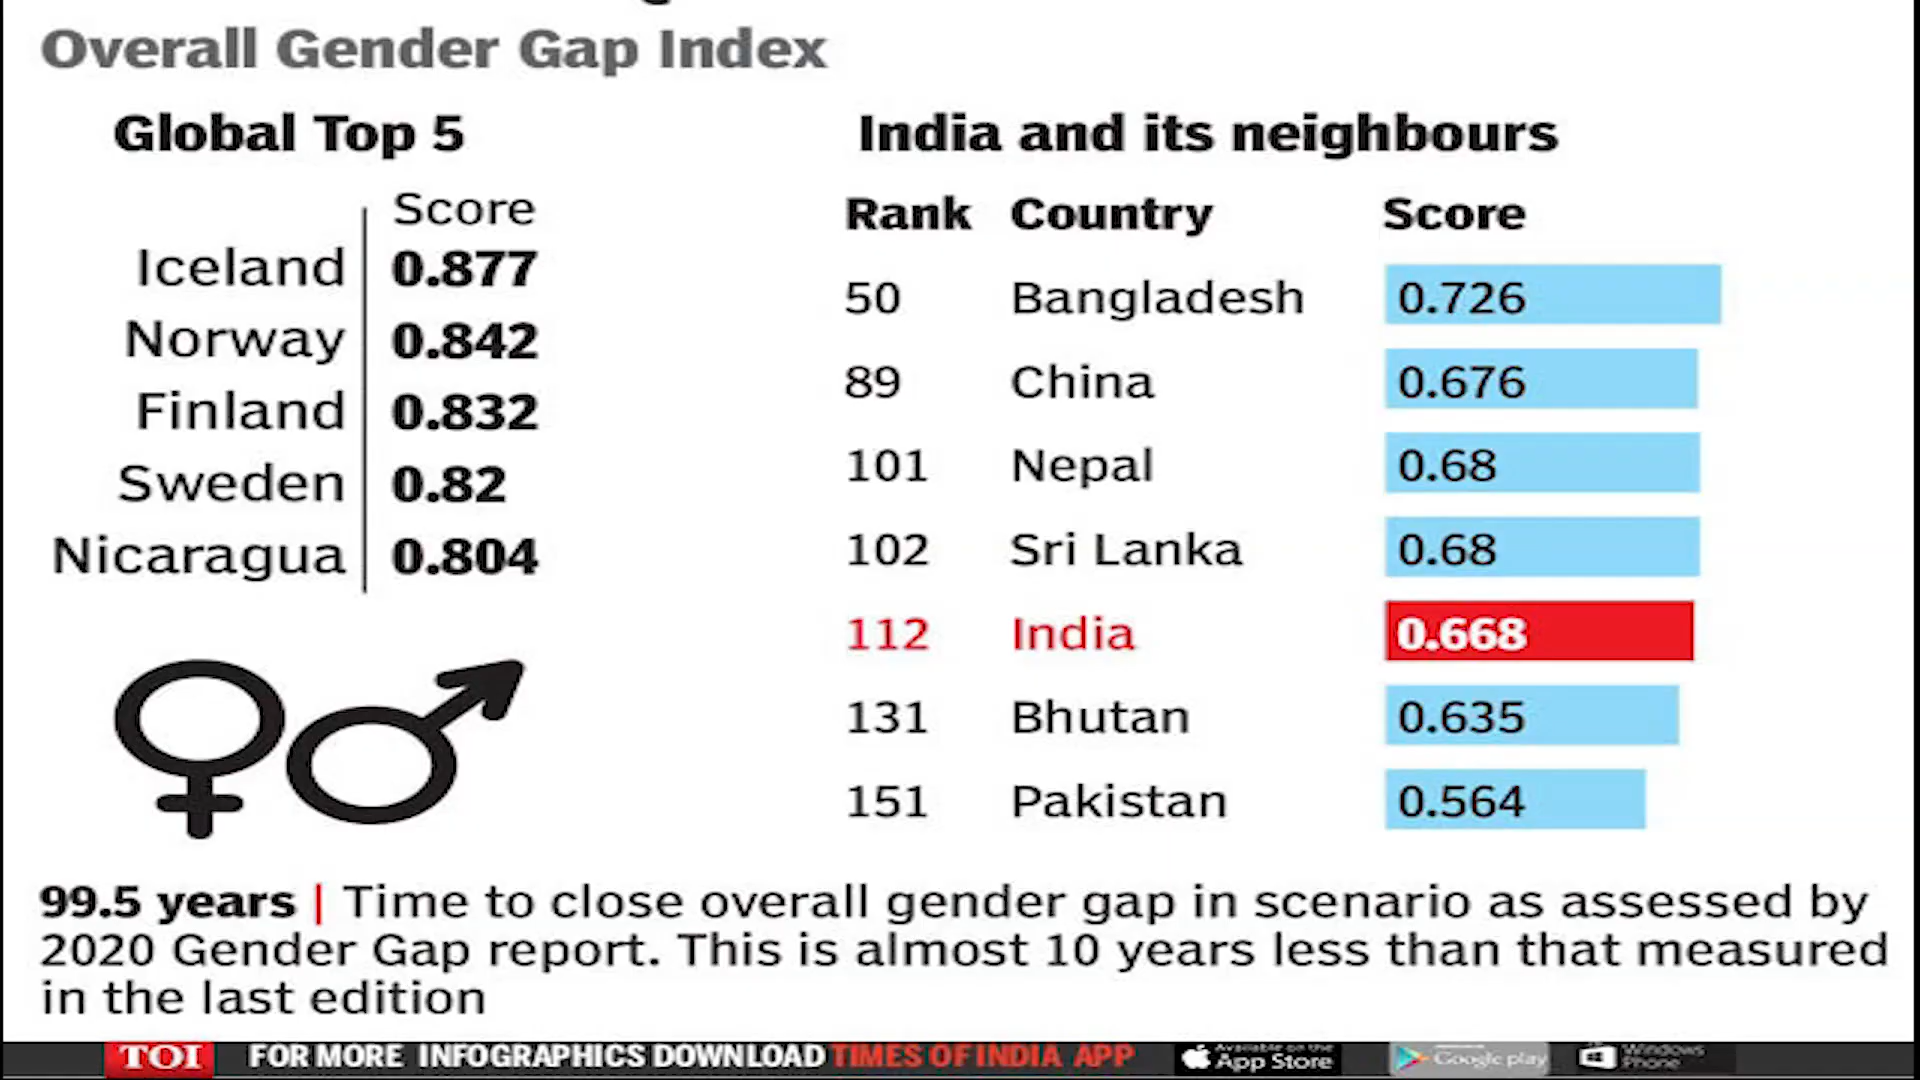 Overall Gender Gap Index
Global Top 5
Score
Iceland 0.877
Norway 0.842
Finland 0.832
Sweden 0.82
Nicaragua 0.804
India and its neighbours
Rank Country Score
50 Bangladesh 0.726
89 China 0.676
101 Nepal 0.68
102 Sri Lanka 0.68
112 India 0.668
131 Bhutan 0.635
151 Pakistan 0.564
99.5 years | Time to close overall gender gap in scenario as assessed by
2020 Gender Gap report. This is almost 10 years less than that measured
in the last edition
TOI FOR MORE INFOGRAPHICS DOWNLOAD TIMES OF INDIA APP
Available on the
App Store
Google play
Windows
Phone